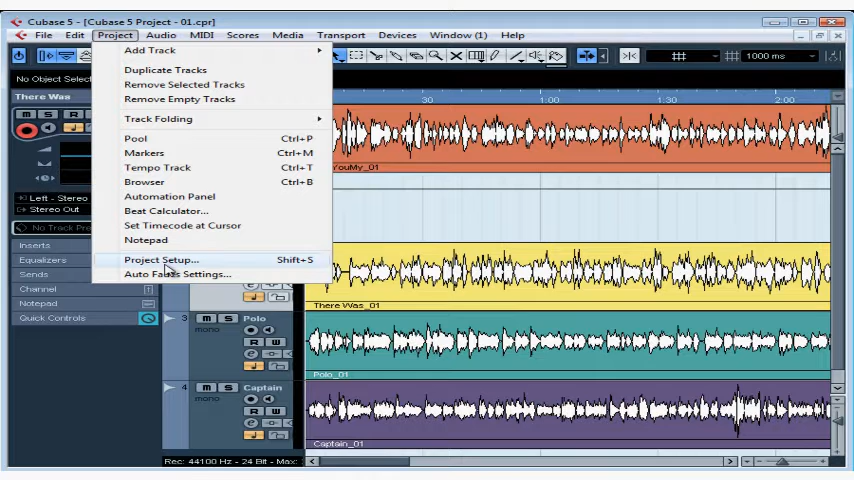 Cubase 5 - [Cubase 5 Project - 01.cpr]
File Edit Project Audio MIDI Scores Media Transport Devices Window (1) Help
1000 ms
No Object Selec
There Was
m S
Left - Stereo
Stereo Out
No Track Pre
Inserts
Equalizers
Sends
Channel
Notepad
Quick Controls
Add Track
Duplicate Tracks
Remove Selected Tracks
Remove Empty Tracks
Track Folding
Pool Ctrl+P
Markers Ctrl+M
Tempo Track Ctrl+T
Browser Ctrl+B
Automation Panel
Beat Calculator...
Set Timecode at Cursor
Notepad
Project Setup... Shift+S
Auto Fades Settings...
30 1:00 1:30 2:00
YouMy_01
There Was_01
3 m S Polo
mono
R W
e
Polo_01
4 m S Captain
mono
R W
e
Captain_01
Rec: 44100 Hz - 24 Bit - Max: